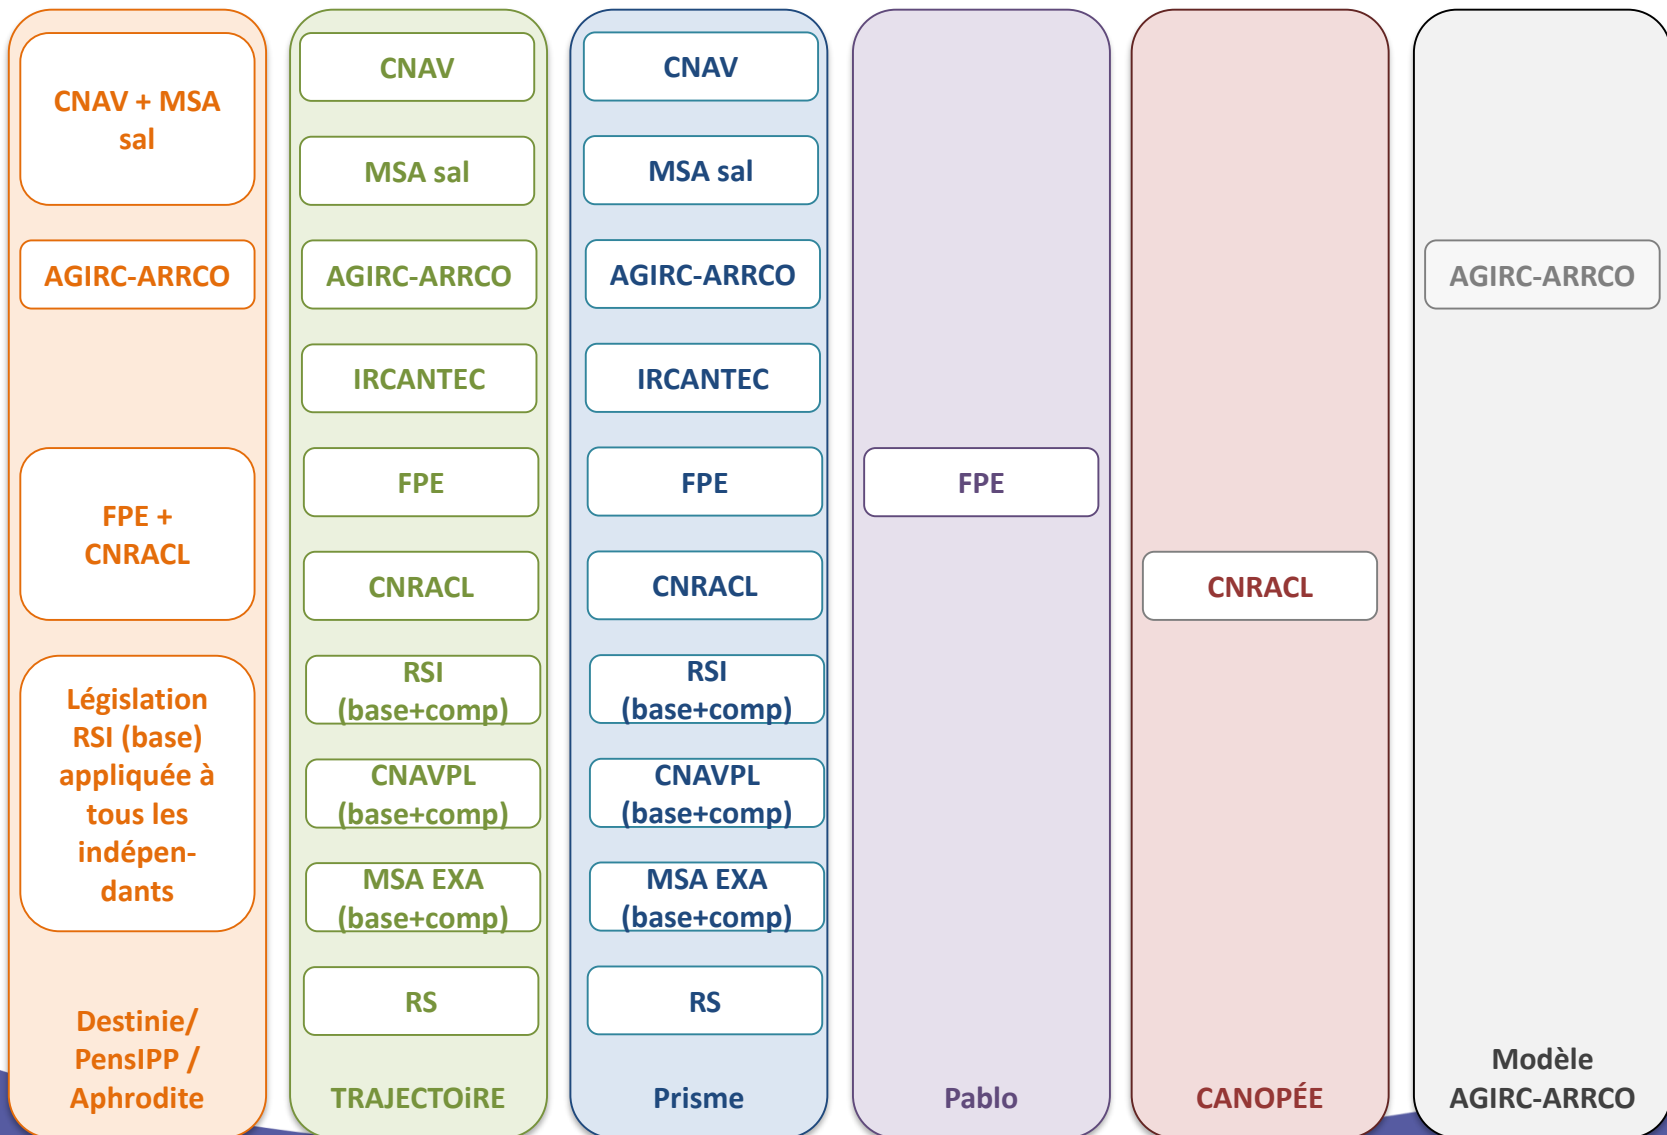 CNAV + MSA
sal
AGIRC-ARRCO
FPE +
CNRACL
Législation
RSI (base)
appliquée à
tous les
indépen-
dants
Destinie/
PensIPP /
Aphrodite
CNAV
MSA sal
AGIRC-ARRCO
IRCANTEC
FPE
CNRACL
RSI
(base+comp)
CNAVPL
(base+comp)
MSA EXA
(base+comp)
RS
TRAJECTOiRE
CNAV
MSA sal
AGIRC-ARRCO
IRCANTEC
FPE
CNRACL
RSI
(base+comp)
CNAVPL
(base+comp)
MSA EXA
(base+comp)
RS
Prisme
FPE
Pablo
CNRACL
CANOPÉE
AGIRC-ARRCO
Modèle
AGIRC-ARRCO